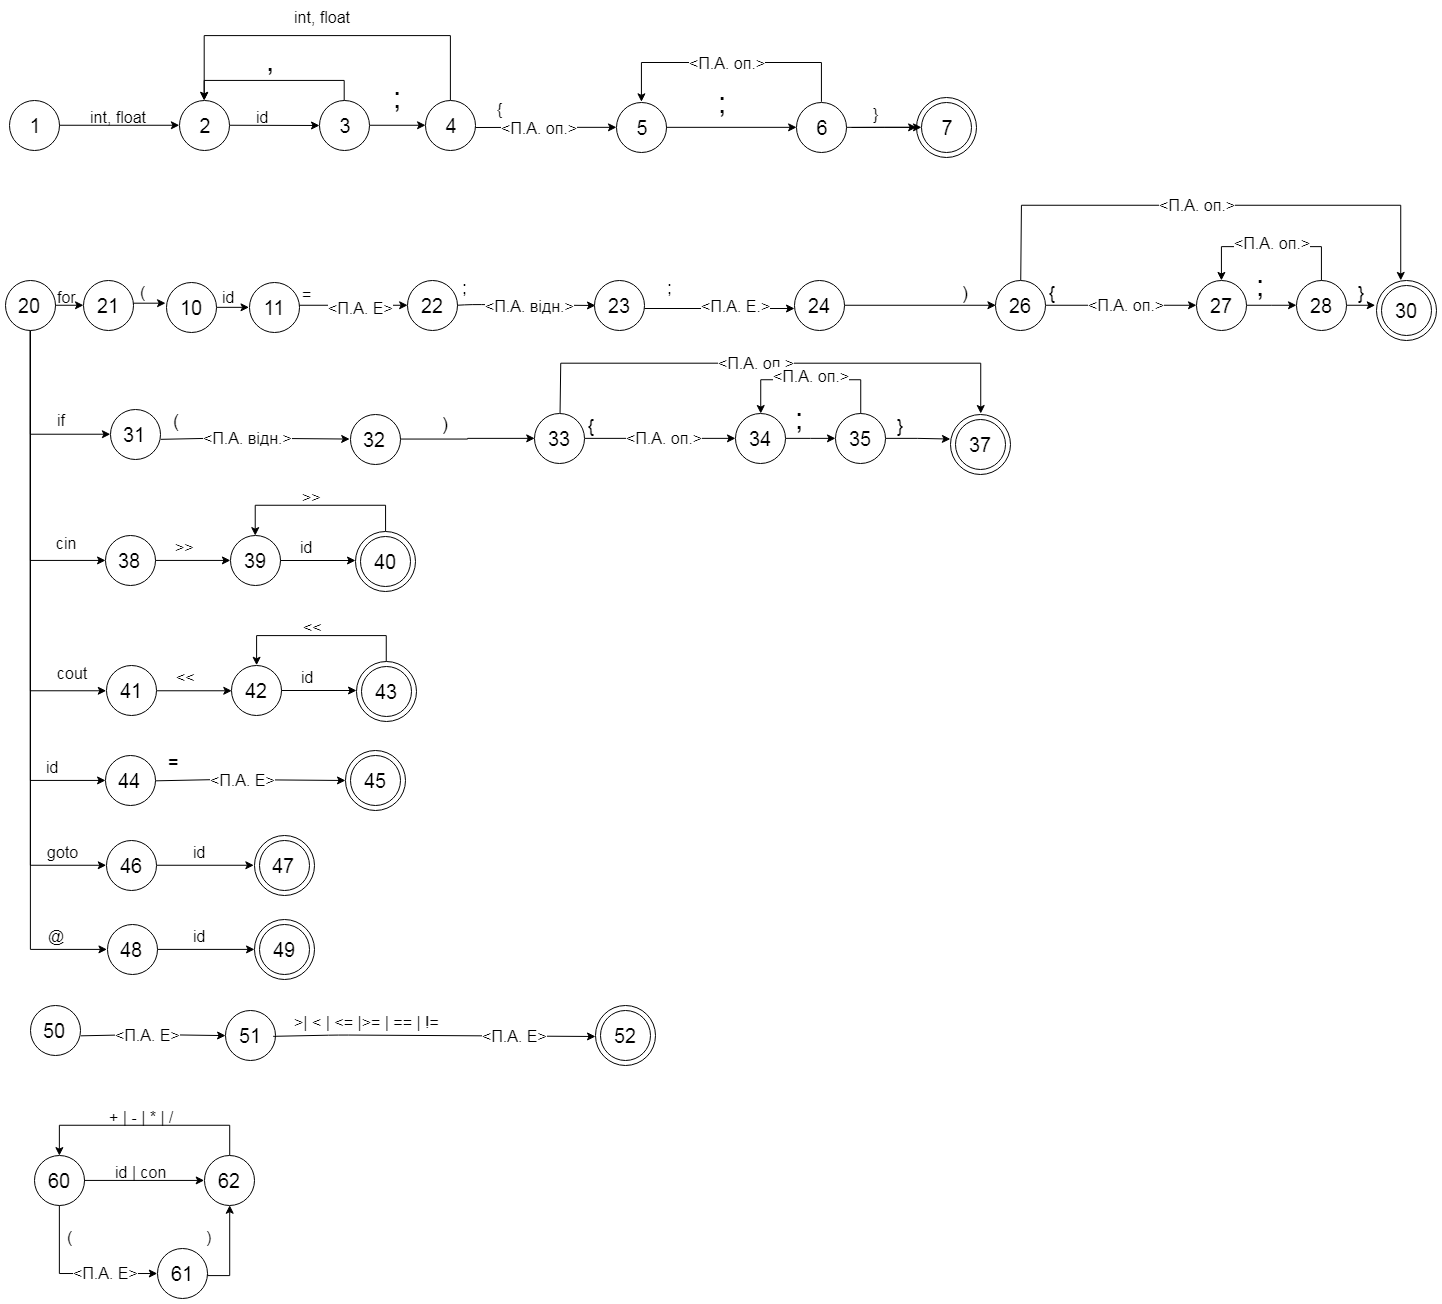 int, float
,
;
{
<П.А. оп.>
;
}
1
int, float
2
id
3
4
<П.А. оп.>
5
6
7
<П.А. оп.>
<П.А. оп.>
20
for
21
(
10
id
11
=
<П.А. Е>
22
;
<П.А. відн.>
23
;
<П.А. Е.>
24
)
26
{
<П.А. оп.>
27
;
28
}
30
<П.А. оп.>
<П.А. оп.>
if
31
(
<П.А. відн.>
32
)
33
{
<П.А. оп.>
34
;
35
}
37
>>
cin
38
>>
39
id
40
<<
cout
41
<<
42
id
43
id
44
=
<П.А. Е>
45
goto
46
id
47
@
48
id
49
50
<П.А. Е>
51
>| < | <= |>= | == | !=
<П.А. Е>
52
+ | - | * | /
60
id | con
62
(
)
<П.А. Е>
61